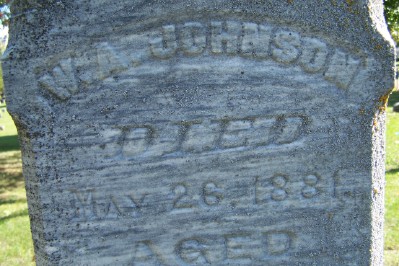 WM. JOHNSON
DIED
MAY 26, 1881
AGED